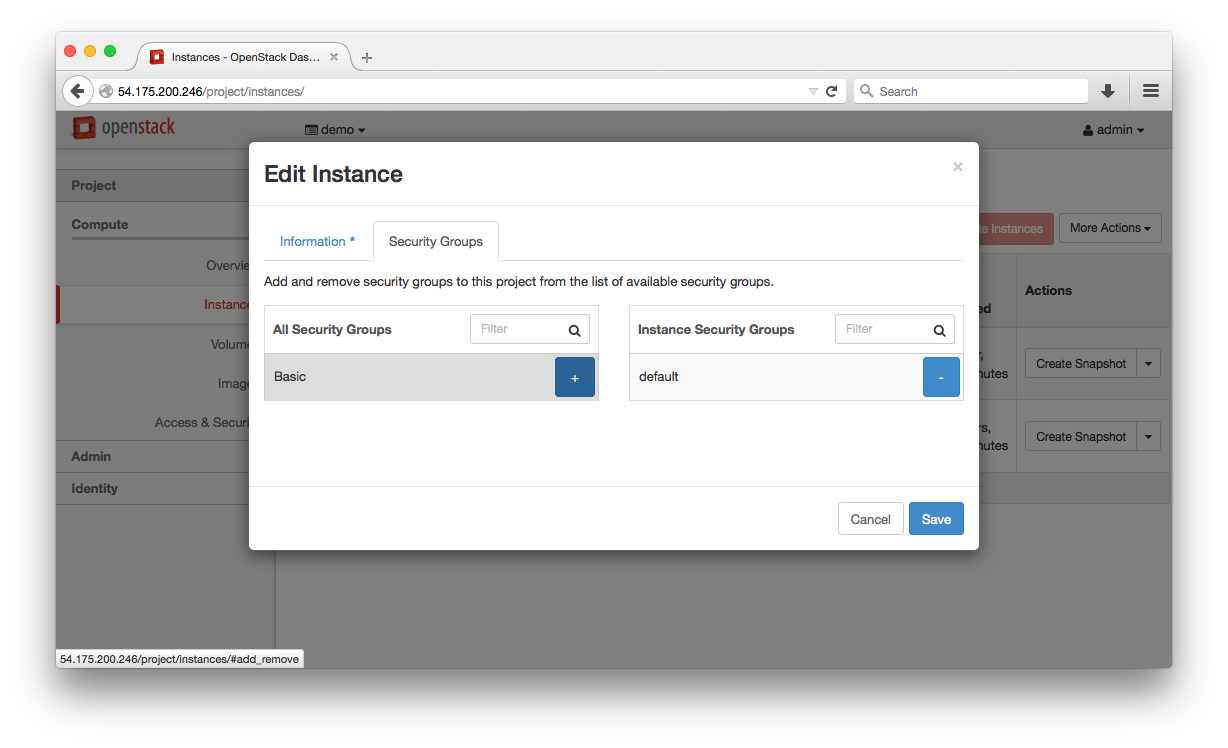 Instances - OpenStack Das...
54.175.200.246/project/instances/
Search
openstack
demo
admin
Project
Compute
Overvie
Instance
Volume
Image
Access & Securi
Admin
Identity
Edit Instance
×
Information *
Security Groups
Add and remove security groups to this project from the list of available security groups.
All Security Groups
Filter
Basic
+
Instance Security Groups
Filter
default
-
Cancel
Save
te Instances
More Actions
ed
Actions
nutes
Create Snapshot
rs,
nutes
Create Snapshot
54.175.200.246/project/instances/#add_remove